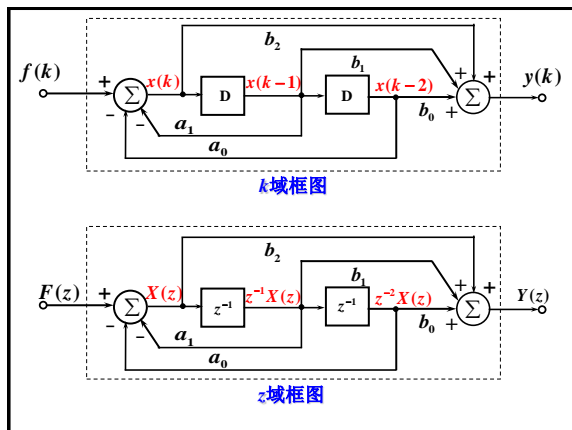 b₂
f(k) x(k) x(k−1) b₁ x(k−2) y(k)
+ + + 
Σ D D Σ
− − a₁ b₀ +
a₀
k域框图
b₂
F(z) X(z) z⁻¹X(z) b₁ z⁻²X(z) Y(z)
+ + +
Σ z⁻¹ z⁻¹ Σ
− − a₁ b₀ +
a₀
z域框图